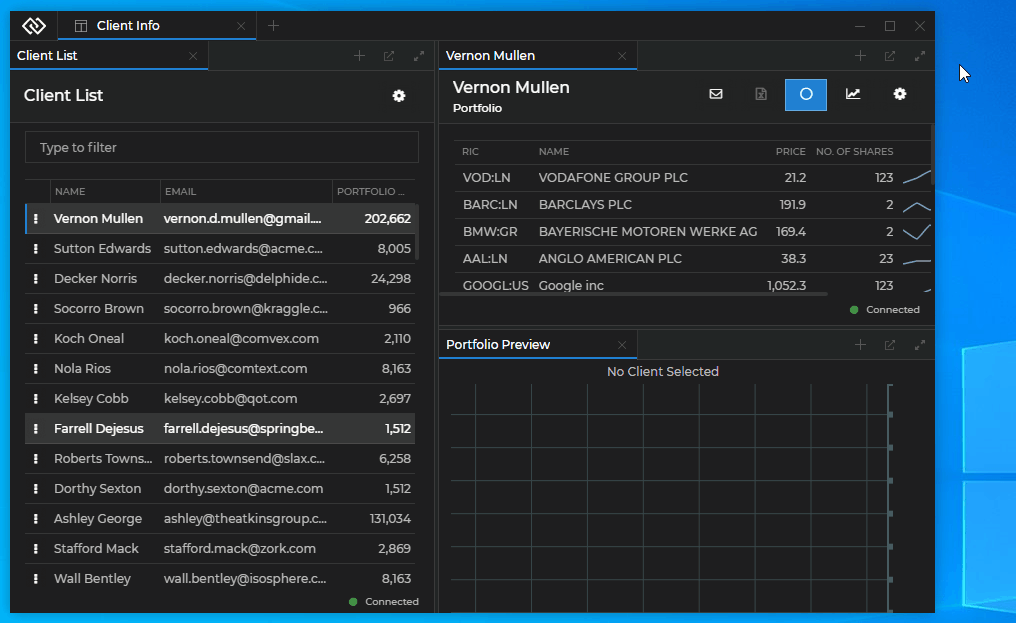 Client Info
Client List
Client List
Type to filter
NAME EMAIL PORTFOLIO ...
Vernon Mullen vernon.d.mullen@gmail.... 202,662
Sutton Edwards sutton.edwards@acme.c... 8,005
Decker Norris decker.norris@delphide.c... 24,298
Socorro Brown socorro.brown@kraggle.c... 966
Koch Oneal koch.oneal@comvex.com 2,110
Nola Rios nola.rios@comtext.com 8,163
Kelsey Cobb kelsey.cobb@qot.com 2,697
Farrell Dejesus farrell.dejesus@springbe... 1,512
Roberts Towns... roberts.townsend@slax.c... 6,258
Dorthy Sexton dorthy.sexton@acme.com 1,512
Ashley George ashley@theatkinsgroup.c... 131,034
Stafford Mack stafford.mack@zork.com 2,869
Wall Bentley wall.bentley@isosphere.c... 8,163
Connected
Vernon Mullen
Vernon Mullen
Portfolio
RIC NAME PRICE NO. OF SHARES
VOD:LN VODAFONE GROUP PLC 21.2 123
BARC:LN BARCLAYS PLC 191.9 2
BMW:GR BAYERISCHE MOTOREN WERKE AG 169.4 2
AAL:LN ANGLO AMERICAN PLC 38.3 23
GOOGL:US Google inc 1,052.3 123
Connected
Portfolio Preview
No Client Selected